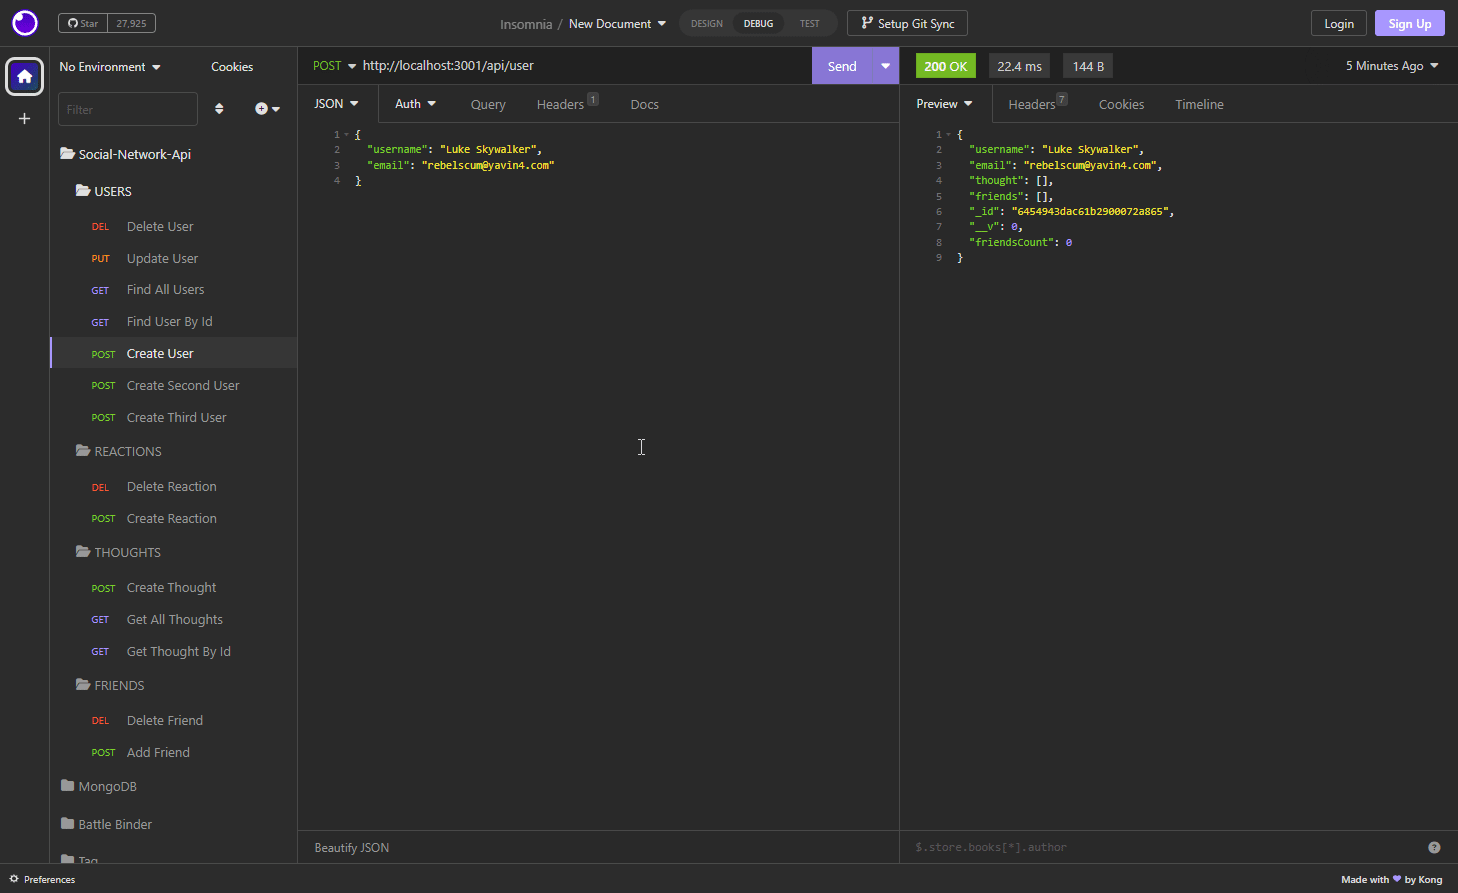 Star 27,925
Insomnia / New Document
DESIGN DEBUG TEST
Setup Git Sync
Login Sign Up
No Environment Cookies
Filter
Social-Network-Api
USERS
DEL Delete User
PUT Update User
GET Find All Users
GET Find User By Id
POST Create User
POST Create Second User
POST Create Third User
REACTIONS
DEL Delete Reaction
POST Create Reaction
THOUGHTS
POST Create Thought
GET Get All Thoughts
GET Get Thought By Id
FRIENDS
DEL Delete Friend
POST Add Friend
MongoDB
Battle Binder
Tag
POST http://localhost:3001/api/user Send
JSON Auth Query Headers 1 Docs
1 {
2 "username": "Luke Skywalker",
3 "email": "rebelscum@yavin4.com"
4 }
Beautify JSON
200 OK 22.4 ms 144 B 5 Minutes Ago
Preview Headers 7 Cookies Timeline
1 {
2 "username": "Luke Skywalker",
3 "email": "rebelscum@yavin4.com",
4 "thought": [],
5 "friends": [],
6 "_id": "6454943dac61b2900072a865",
7 "__v": 0,
8 "friendsCount": 0
9 }
$.store.books[*].author ?
Preferences
Made with 💜 by Kong